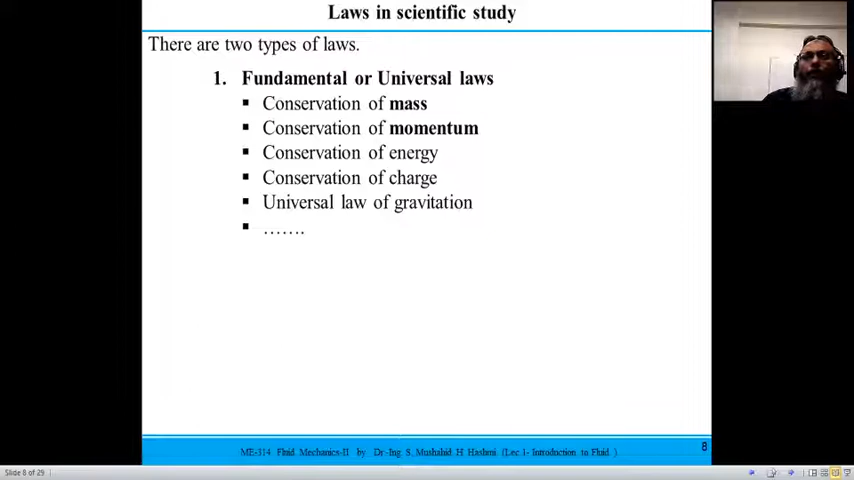 Laws in scientific study
There are two types of laws.
1. Fundamental or Universal laws
▪ Conservation of mass
▪ Conservation of momentum
▪ Conservation of energy
▪ Conservation of charge
▪ Universal law of gravitation
▪ …….
8
ME-314 Fluid Mechanics-II by Dr-Ing. S. Mushahid H Hashmi (Lec 1- Introduction to Fluid )
Slide 8 of 29